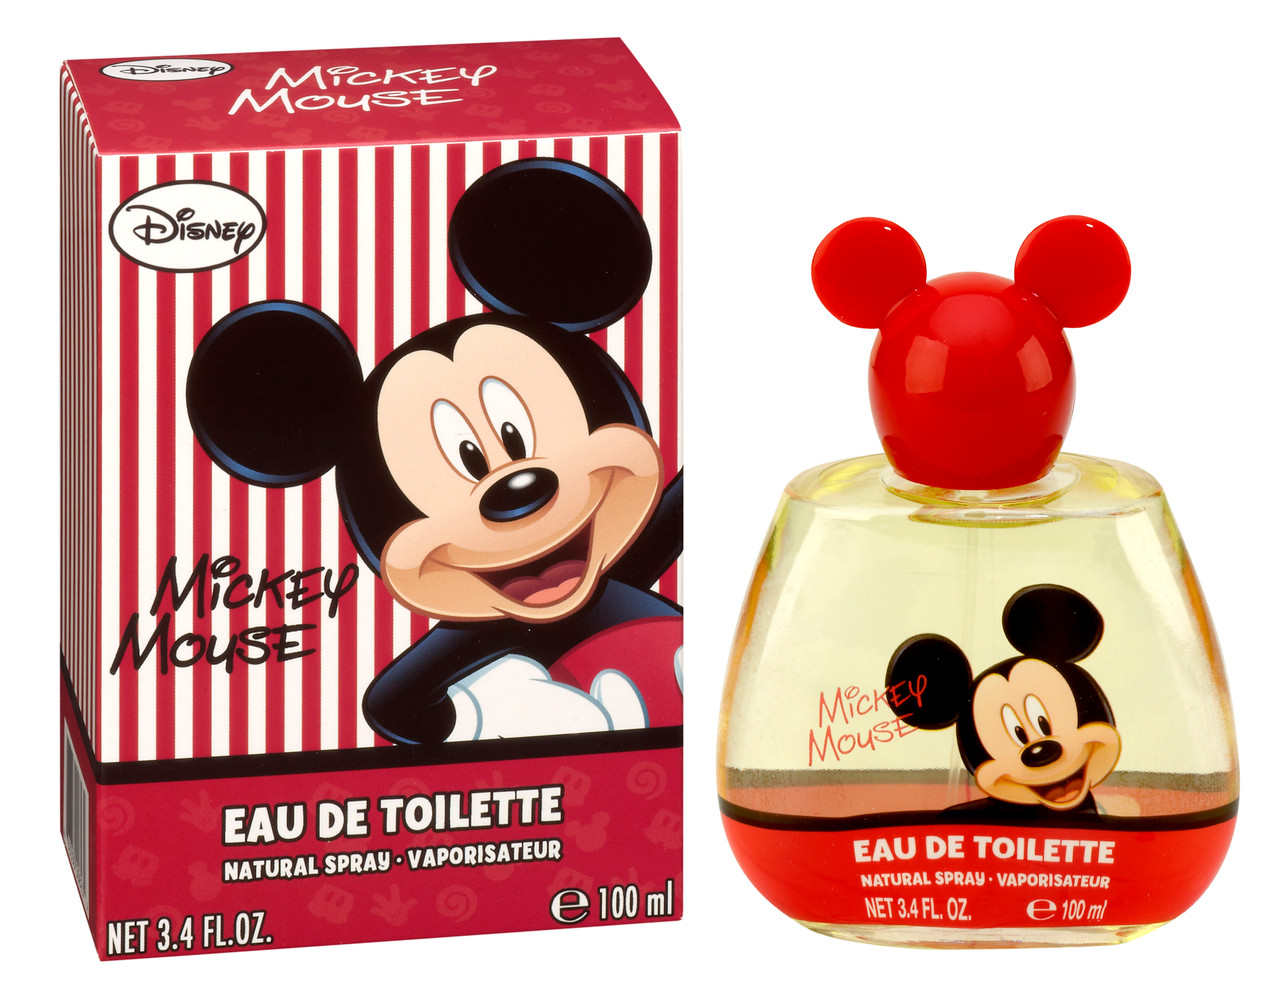 Disney
Mickey
Mouse
Disney
Mickey
Mouse
EAU DE TOILETTE
NATURAL SPRAY · VAPORISATEUR
NET 3.4 FL.OZ.
℮ 100 ml
Mickey
Mouse
EAU DE TOILETTE
NATURAL SPRAY · VAPORISATEUR
NET 3.4 FL. OZ.
℮ 100 ml